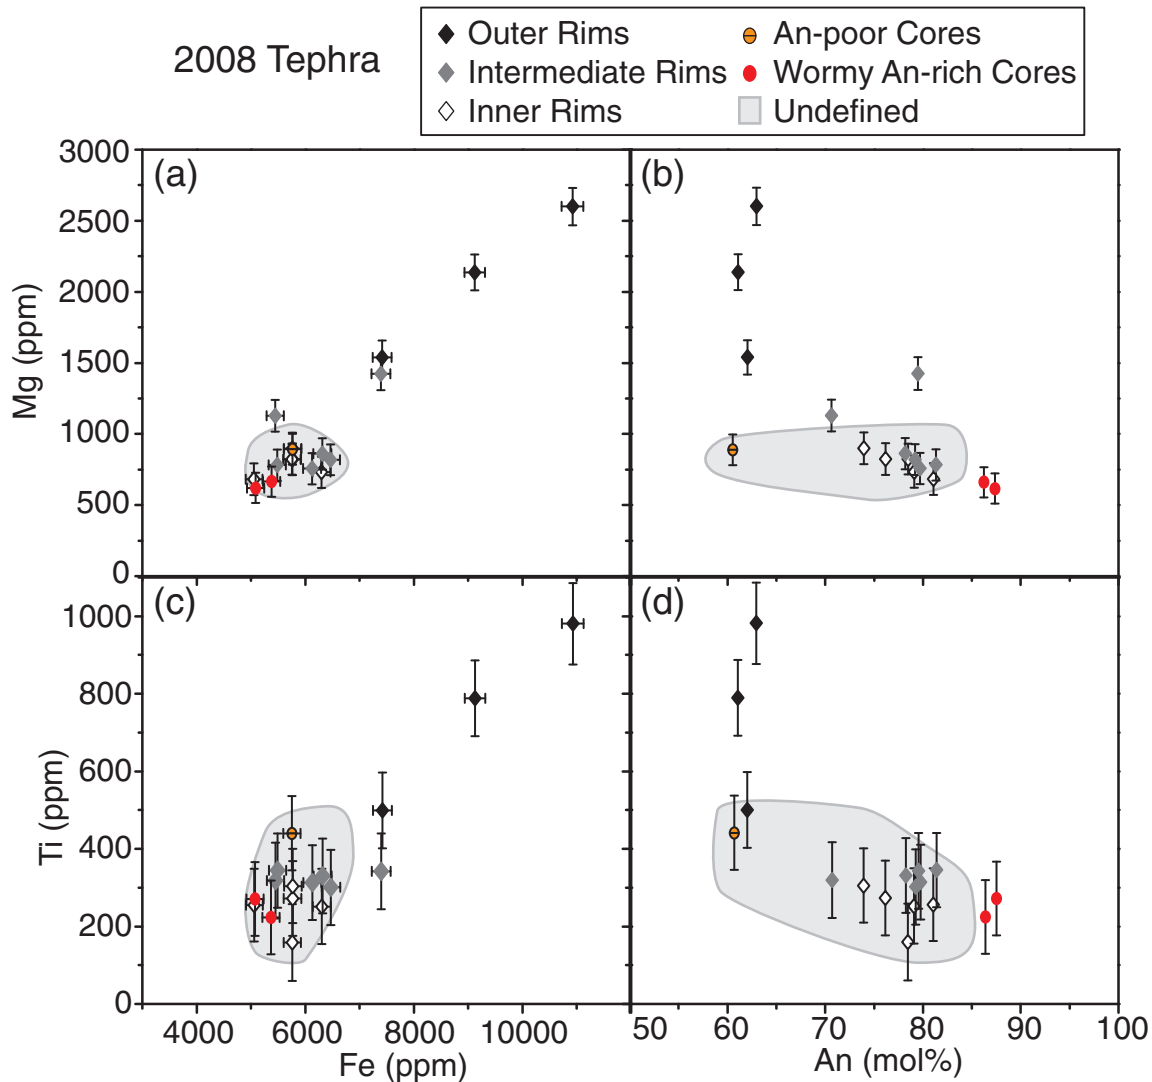 2008 Tephra
Outer Rims
An-poor Cores
Intermediate Rims
Wormy An-rich Cores
Inner Rims
Undefined
(a)
(b)
3000
2500
2000
1500
1000
500
0
Mg (ppm)
(c)
(d)
1000
800
600
400
200
0
Ti (ppm)
4000 6000 8000 10000
50 60 70 80 90 100
Fe (ppm)
An (mol%)